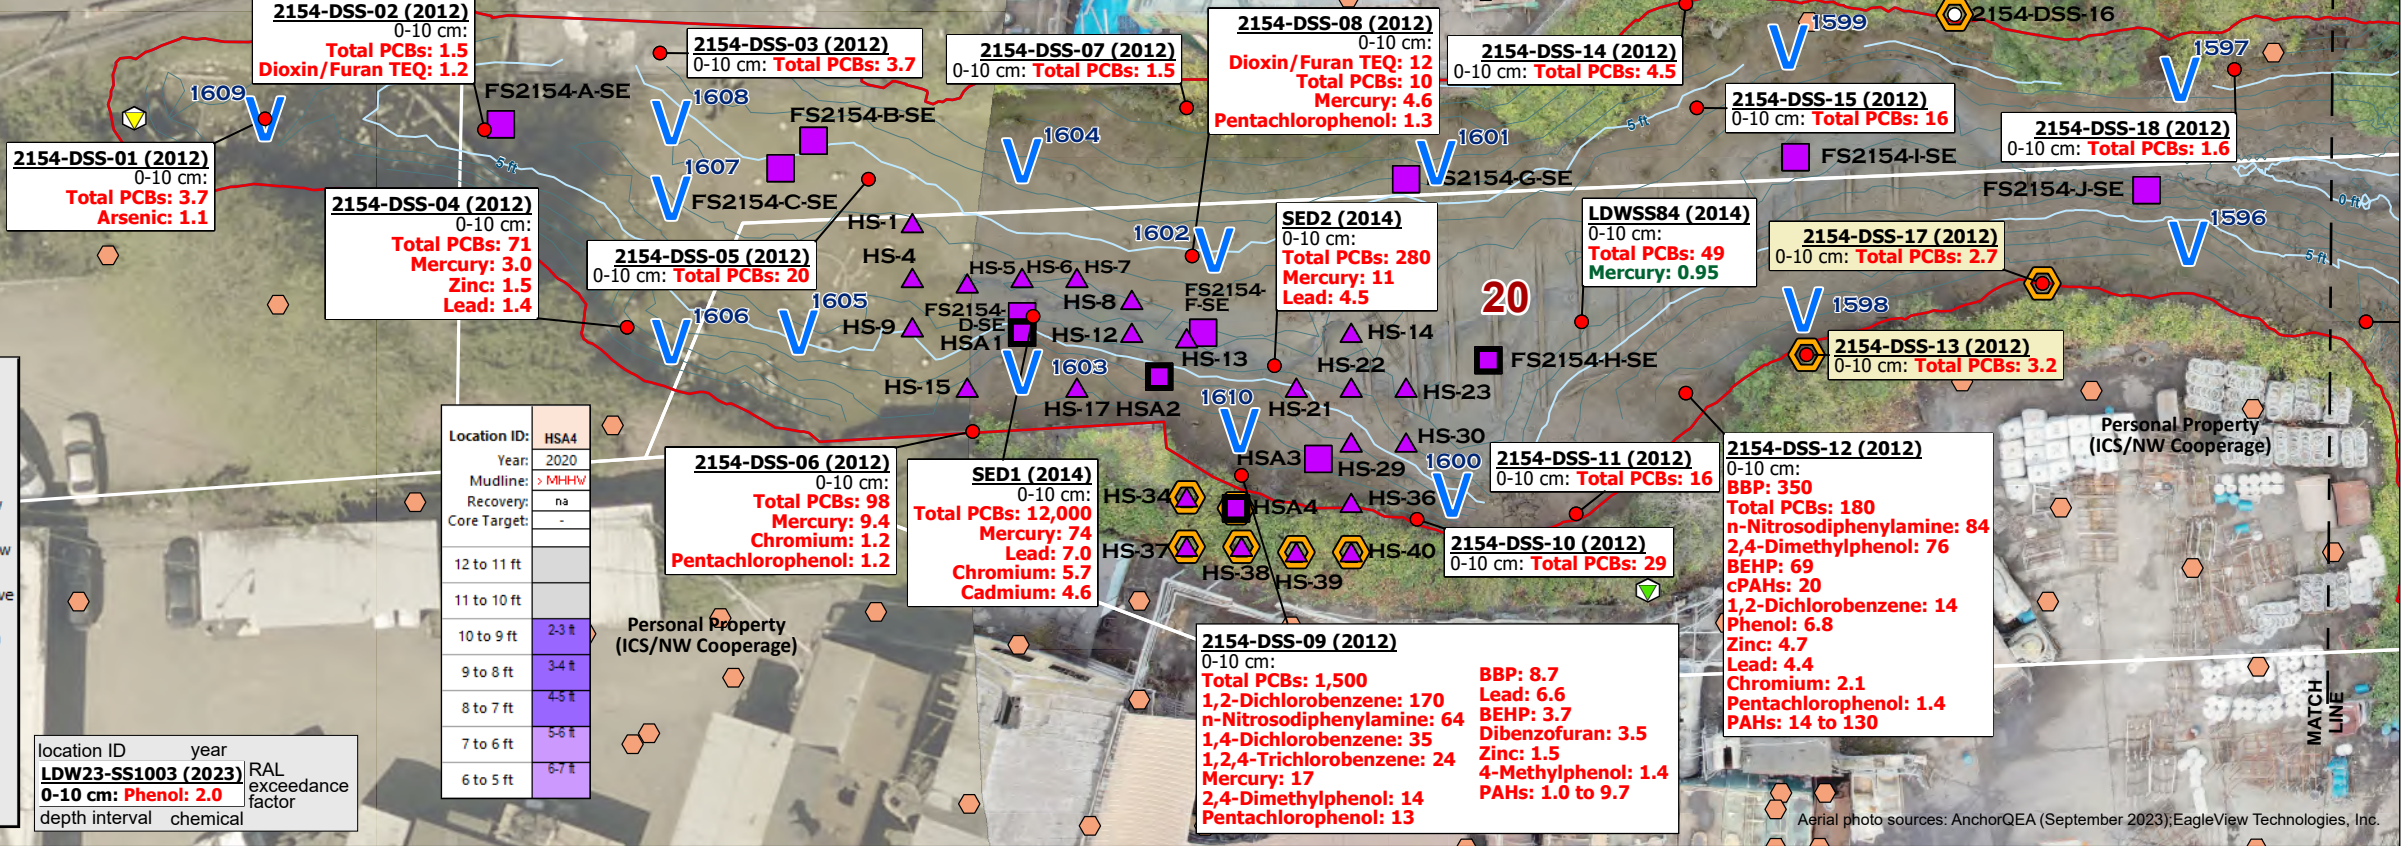 2154-DSS-02 (2012)
0-10 cm:
Total PCBs: 1.5
Dioxin/Furan TEQ: 1.2
2154-DSS-03 (2012)
0-10 cm: Total PCBs: 3.7
2154-DSS-07 (2012)
0-10 cm: Total PCBs: 1.5
2154-DSS-08 (2012)
0-10 cm:
Dioxin/Furan TEQ: 12
Total PCBs: 10
Mercury: 4.6
Pentachlorophenol: 1.3
2154-DSS-14 (2012)
0-10 cm: Total PCBs: 4.5
1599
2154-DSS-16
1597
1609
FS2154-A-SE
1608
FS2154-B-SE
1604
1601
2154-DSS-15 (2012)
0-10 cm: Total PCBs: 16
2154-DSS-18 (2012)
0-10 cm: Total PCBs: 1.6
5 ft
2154-DSS-01 (2012)
0-10 cm:
Total PCBs: 3.7
Arsenic: 1.1
5 ft
1607
FS2154-C-SE
S2154-G-SE
FS2154-I-SE
FS2154-J-SE
0 ft
2154-DSS-04 (2012)
0-10 cm:
Total PCBs: 71
Mercury: 3.0
Zinc: 1.5
Lead: 1.4
2154-DSS-05 (2012)
0-10 cm: Total PCBs: 20
HS-1
HS-4
HS-5
HS-6
HS-7
HS-8
1602
SED2 (2014)
0-10 cm:
Total PCBs: 280
Mercury: 11
Lead: 4.5
LDWSS84 (2014)
0-10 cm:
Total PCBs: 49
Mercury: 0.95
20
2154-DSS-17 (2012)
0-10 cm: Total PCBs: 2.7
1596
5 ft
1606
1605
HS-9
FS2154-
D-SE
HSA1
HS-12
FS2154-
F-SE
HS-13
HS-14
FS2154-H-SE
1598
2154-DSS-13 (2012)
0-10 cm: Total PCBs: 3.2
HS-15
1603
HS-17
HSA2
1610
HS-22
HS-21
HS-23
Location ID: HSA4
Year: 2020
Mudline: > MHHW
Recovery: na
Core Target: -
12 to 11 ft
11 to 10 ft
10 to 9 ft 2-3 ft
9 to 8 ft 3-4 ft
8 to 7 ft 4-5 ft
7 to 6 ft 5-6 ft
6 to 5 ft 6-7 ft
2154-DSS-06 (2012)
0-10 cm:
Total PCBs: 98
Mercury: 9.4
Chromium: 1.2
Pentachlorophenol: 1.2
SED1 (2014)
0-10 cm:
Total PCBs: 12,000
Mercury: 74
Lead: 7.0
Chromium: 5.7
Cadmium: 4.6
HSA3
HS-29
HS-30
1600
HS-34
HSA4
HS-36
HS-37
HS-38
HS-39
HS-40
2154-DSS-11 (2012)
0-10 cm: Total PCBs: 16
2154-DSS-10 (2012)
0-10 cm: Total PCBs: 29
2154-DSS-12 (2012)
0-10 cm:
BBP: 350
Total PCBs: 180
n-Nitrosodiphenylamine: 84
2,4-Dimethylphenol: 76
BEHP: 69
cPAHs: 20
1,2-Dichlorobenzene: 14
Phenol: 6.8
Zinc: 4.7
Lead: 4.4
Chromium: 2.1
Pentachlorophenol: 1.4
PAHs: 14 to 130
Personal Property
(ICS/NW Cooperage)
Personal Property
(ICS/NW Cooperage)
2154-DSS-09 (2012)
0-10 cm:
Total PCBs: 1,500
1,2-Dichlorobenzene: 170
n-Nitrosodiphenylamine: 64
1,4-Dichlorobenzene: 35
1,2,4-Trichlorobenzene: 24
Mercury: 17
2,4-Dimethylphenol: 14
Pentachlorophenol: 13
BBP: 8.7
Lead: 6.6
BEHP: 3.7
Dibenzofuran: 3.5
Zinc: 1.5
4-Methylphenol: 1.4
PAHs: 1.0 to 9.7
MATCH
LINE
location ID year
LDW23-SS1003 (2023) RAL
0-10 cm: Phenol: 2.0 exceedance
factor
depth interval chemical
Aerial photo sources: AnchorQEA (September 2023);EagleView Technologies, Inc.